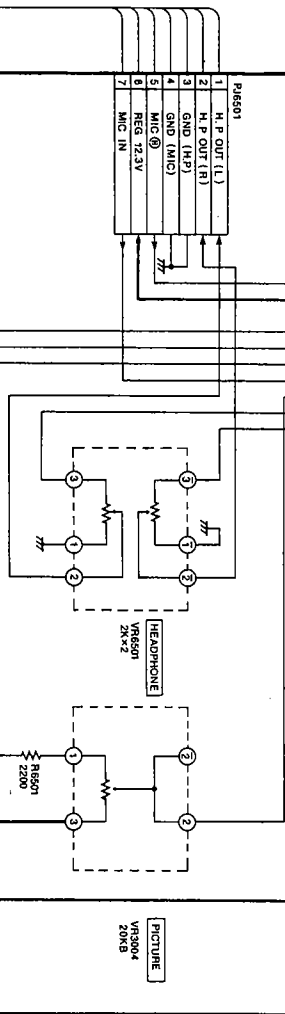 PJ6501
1 H. P OUT (L)
2 H. P OUT (R)
3 GND (H.P)
4 GND (MIC)
5 MIC Ⓑ
6 REG 12.3V
7 MIC IN
3 1 2
3 1 2
HEADPHONE
VR6501
2K×2
2
2
1 3
R6501
2200
PICTURE
VR3004
20KB